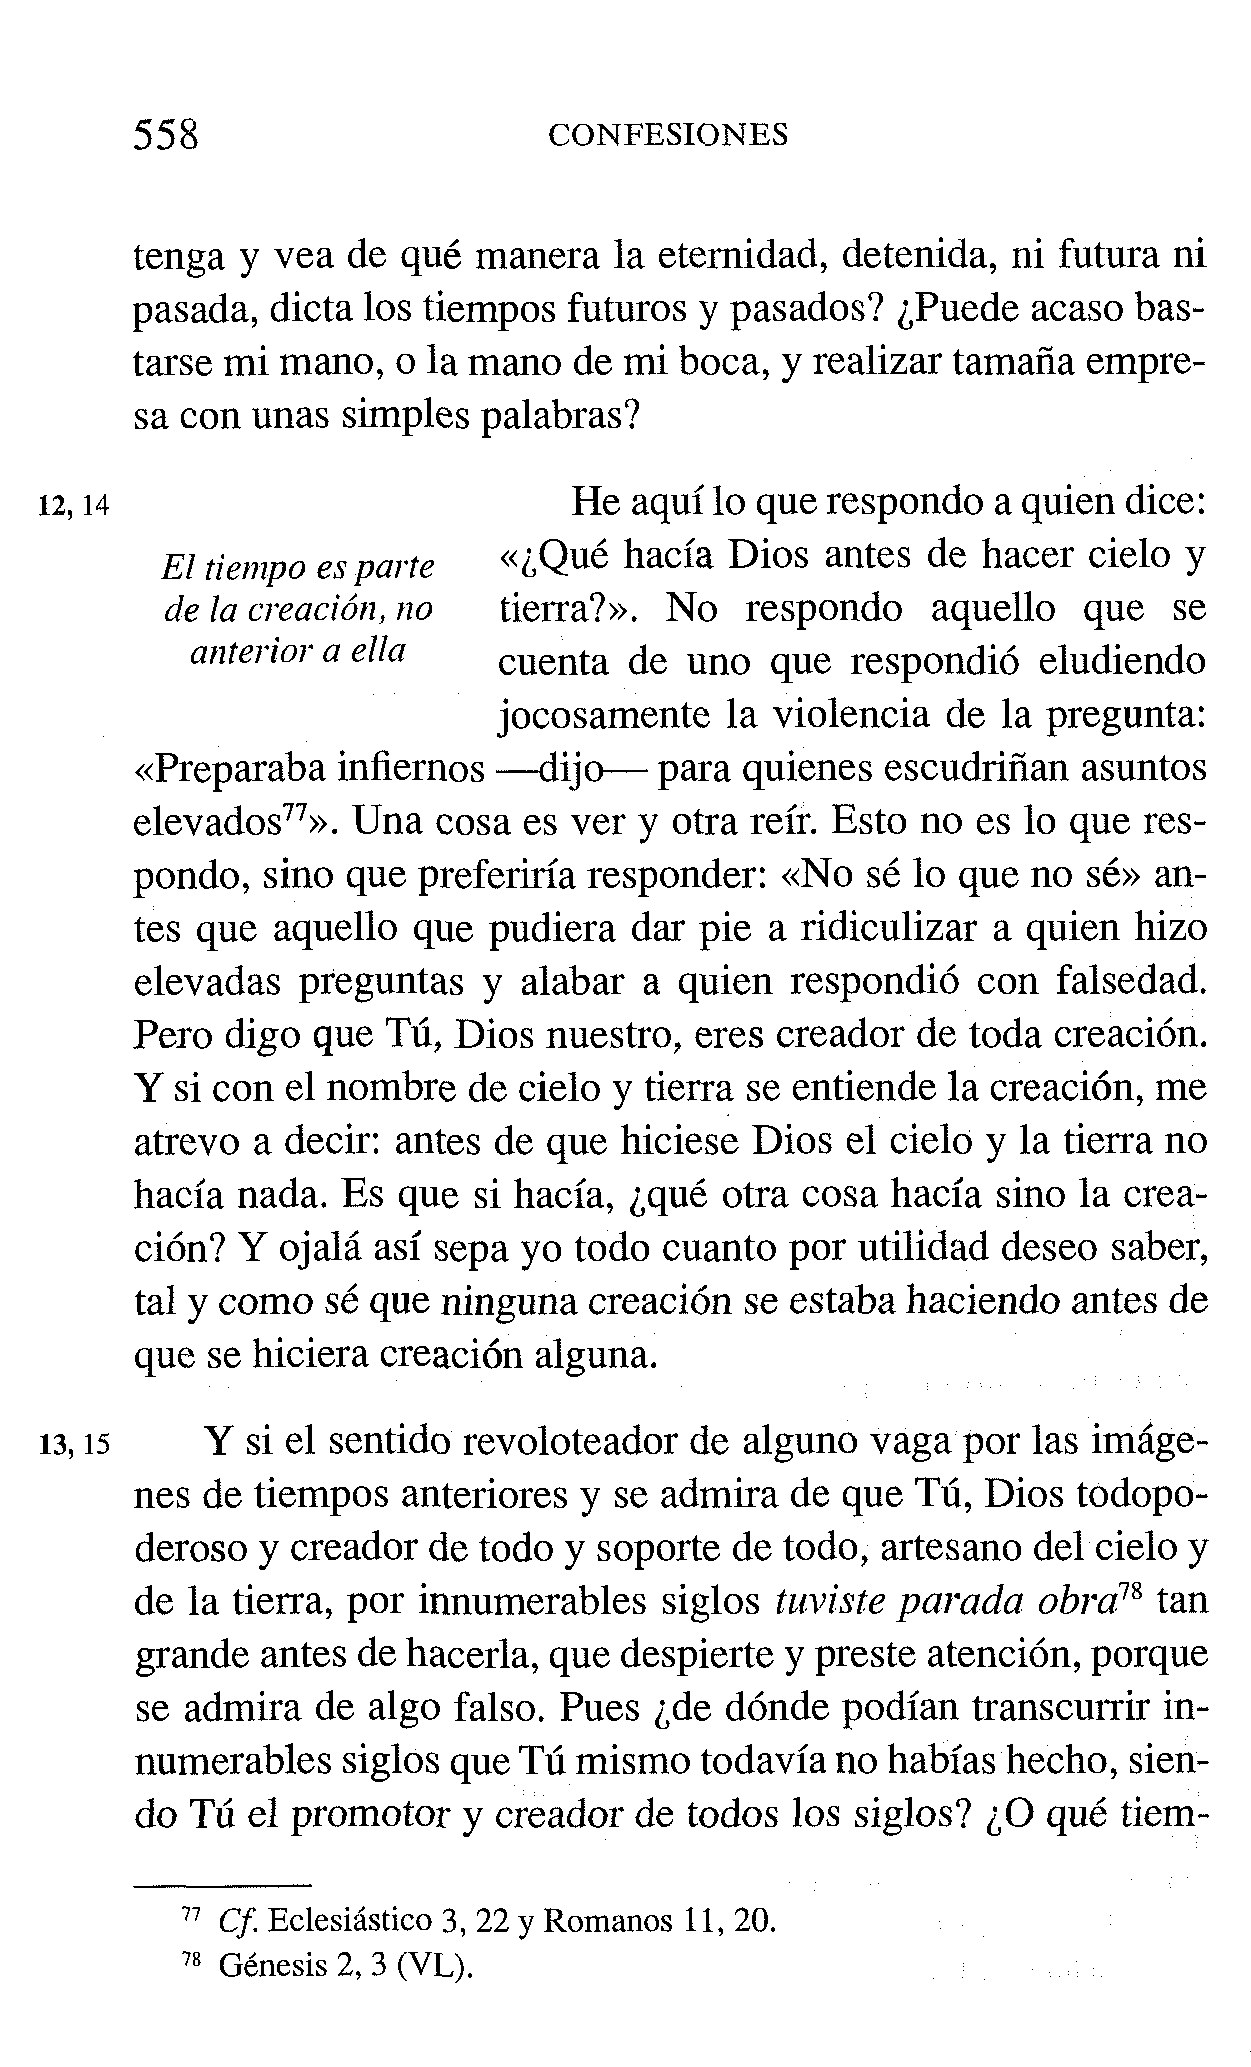 558
CONFESIONES
tenga y vea de qué manera la eternidad, detenida, ni futura ni
pasada, dicta los tiempos futuros y pasados? ¿Puede acaso bas-
tarse mi mano, o la mano de mi boca, y realizar tamaña empre-
sa con unas simples palabras?
12, 14
El tiempo es parte
de la creación, no
anterior a ella
He aquí lo que respondo a quien dice:
«¿Qué hacía Dios antes de hacer cielo y
tierra?». No respondo aquello que se
cuenta de uno que respondió eludiendo
jocosamente la violencia de la pregunta:
«Preparaba infiernos —dijo— para quienes escudriñan asuntos
elevados⁷⁷». Una cosa es ver y otra reír. Esto no es lo que res-
pondo, sino que preferiría responder: «No sé lo que no sé» an-
tes que aquello que pudiera dar pie a ridiculizar a quien hizo
elevadas preguntas y alabar a quien respondió con falsedad.
Pero digo que Tú, Dios nuestro, eres creador de toda creación.
Y si con el nombre de cielo y tierra se entiende la creación, me
atrevo a decir: antes de que hiciese Dios el cielo y la tierra no
hacía nada. Es que si hacía, ¿qué otra cosa hacía sino la crea-
ción? Y ojalá así sepa yo todo cuanto por utilidad deseo saber,
tal y como sé que ninguna creación se estaba haciendo antes de
que se hiciera creación alguna.
13, 15
Y si el sentido revoloteador de alguno vaga por las imáge-
nes de tiempos anteriores y se admira de que Tú, Dios todopo-
deroso y creador de todo y soporte de todo, artesano del cielo y
de la tierra, por innumerables siglos tuviste parada obra⁷⁸ tan
grande antes de hacerla, que despierte y preste atención, porque
se admira de algo falso. Pues ¿de dónde podían transcurrir in-
numerables siglos que Tú mismo todavía no habías hecho, sien-
do Tú el promotor y creador de todos los siglos? ¿O qué tiem-
⁷⁷ Cf. Eclesiástico 3, 22 y Romanos 11, 20.
⁷⁸ Génesis 2, 3 (VL).